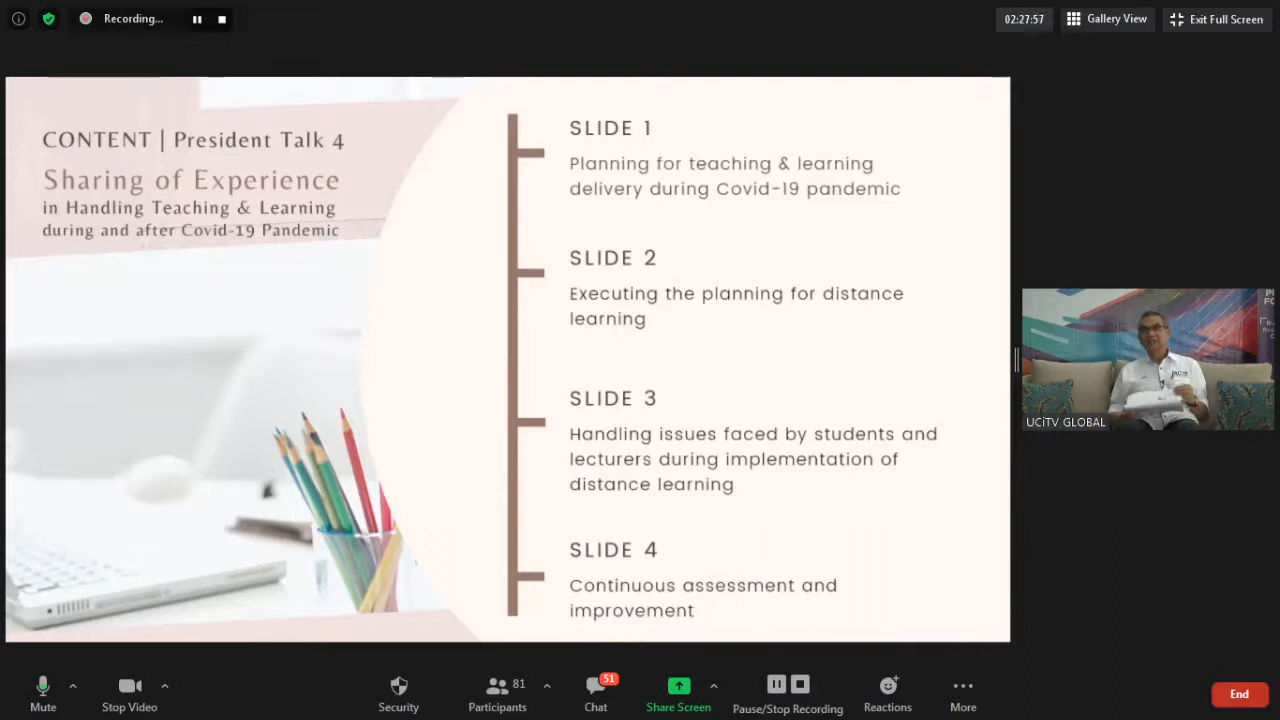 Recording...
02:27:57
Gallery View
Exit Full Screen
CONTENT | President Talk 4
Sharing of Experience
in Handling Teaching & Learning
during and after Covid-19 Pandemic
SLIDE 1
Planning for teaching & learning
delivery during Covid-19 pandemic
SLIDE 2
Executing the planning for distance
learning
SLIDE 3
Handling issues faced by students and
lecturers during implementation of
distance learning
SLIDE 4
Continuous assessment and
improvement
UCiTV GLOBAL
Mute
Stop Video
Security
81
Participants
51
Chat
Share Screen
Pause/Stop Recording
Reactions
More
End